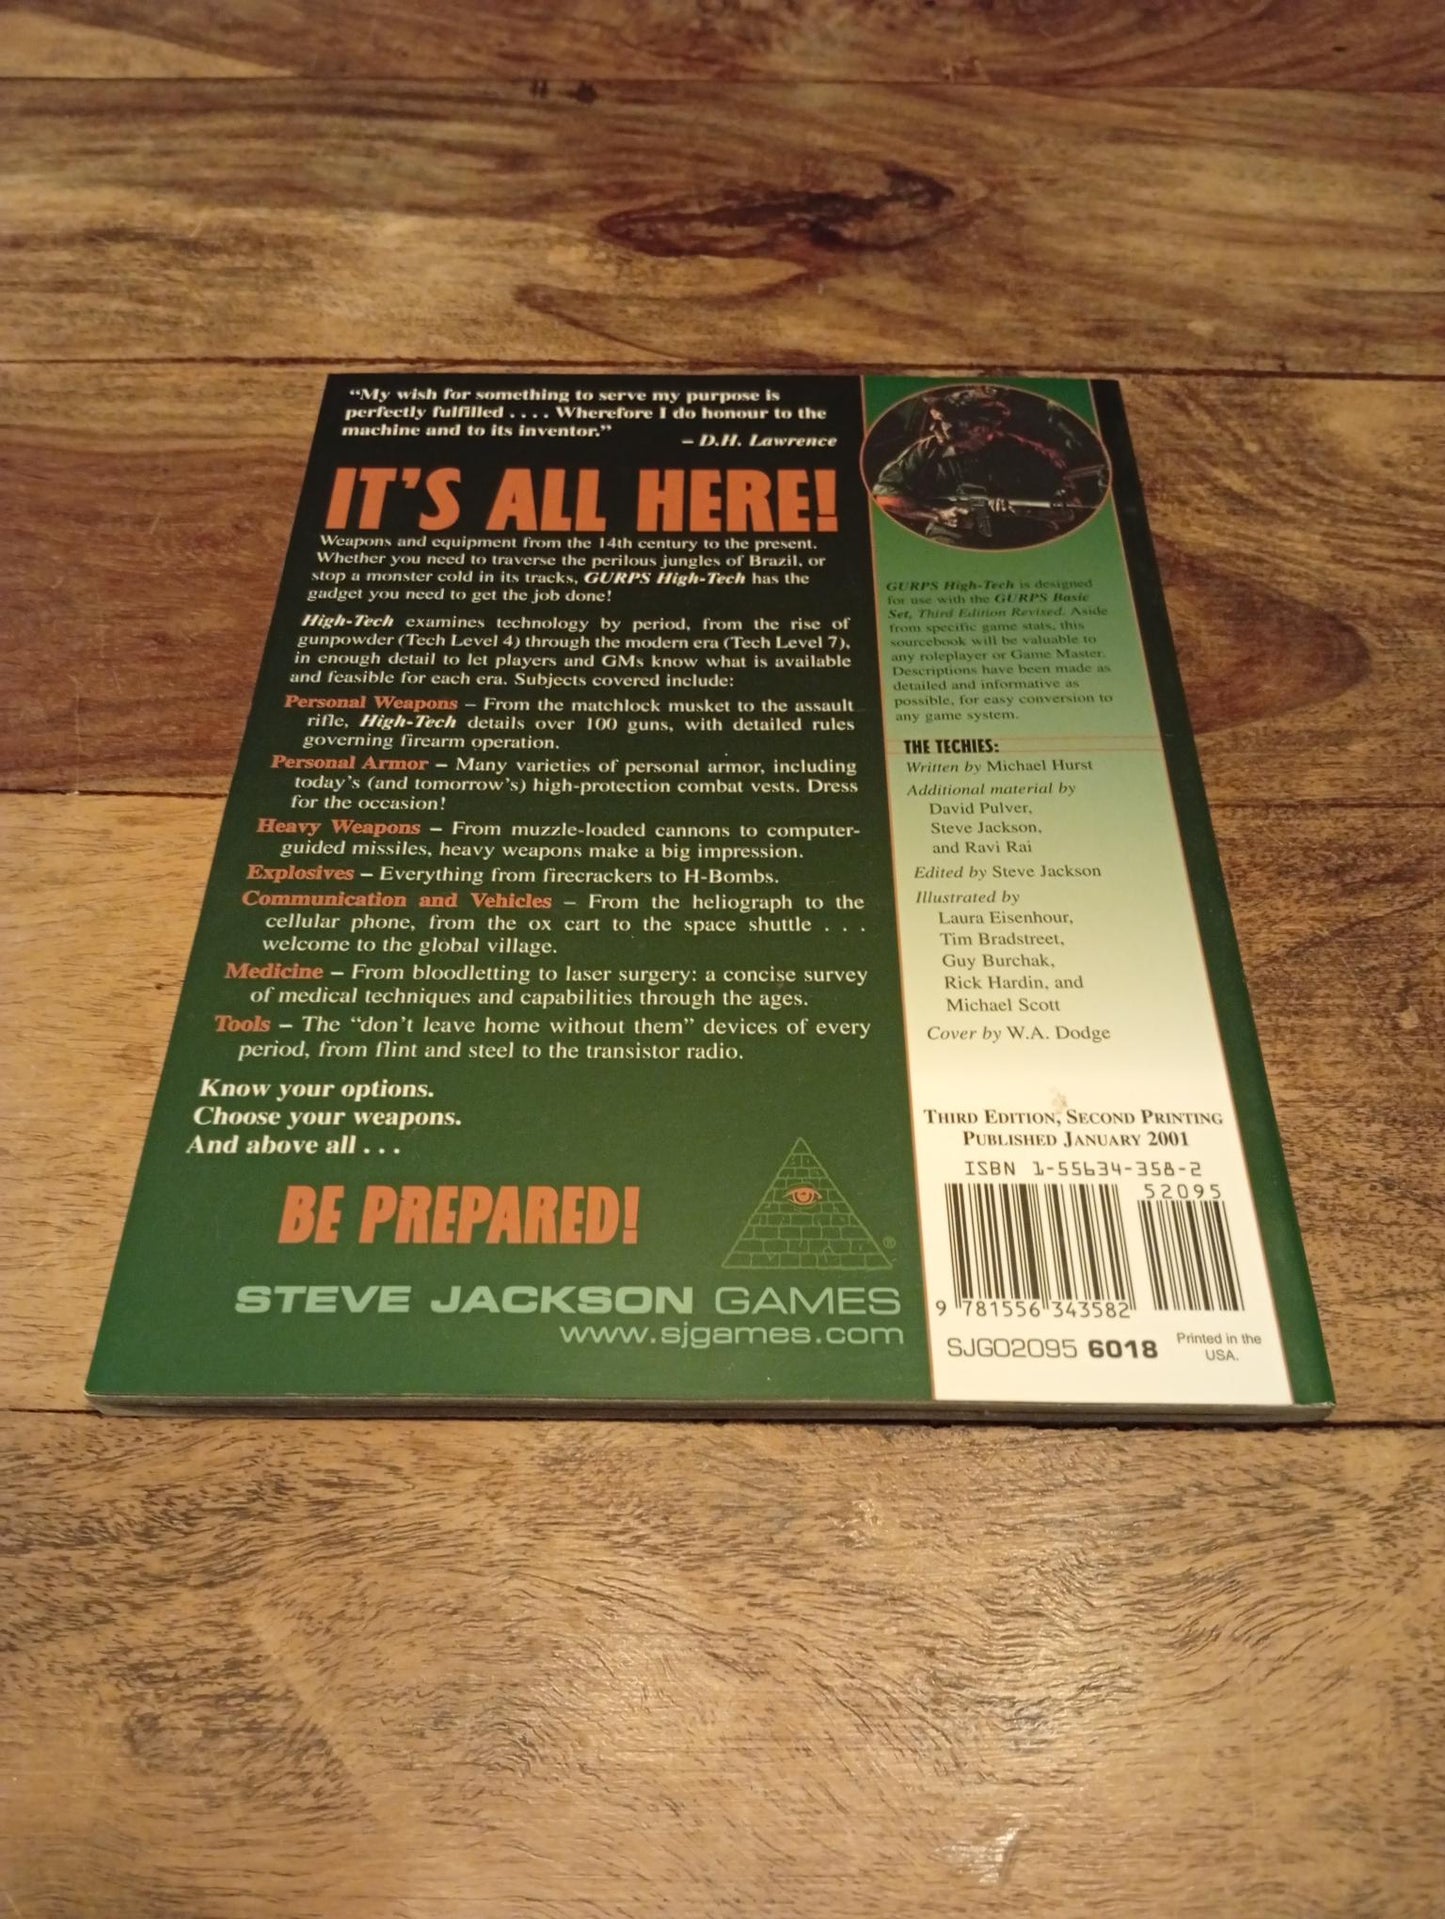 “My wish for something to serve my purpose is
perfectly fulfilled . . . . Wherefore I do honour to the
machine and to its inventor.”
– D.H. Lawrence
IT'S ALL HERE!
Weapons and equipment from the 14th century to the present.
Whether you need to traverse the perilous jungles of Brazil, or
stop a monster cold in its tracks, GURPS High-Tech has the
gadget you need to get the job done!
High-Tech examines technology by period, from the rise of
gunpowder (Tech Level 4) through the modern era (Tech Level 7),
in enough detail to let players and GMs know what is available
and feasible for each era. Subjects covered include:
Personal Weapons – From the matchlock musket to the assault
rifle, High-Tech details over 100 guns, with detailed rules
governing firearm operation.
Personal Armor – Many varieties of personal armor, including
today's (and tomorrow's) high-protection combat vests. Dress
for the occasion!
Heavy Weapons – From muzzle-loaded cannons to computer-
guided missiles, heavy weapons make a big impression.
Explosives – Everything from firecrackers to H-Bombs.
Communication and Vehicles – From the heliograph to the
cellular phone, from the ox cart to the space shuttle . . .
welcome to the global village.
Medicine – From bloodletting to laser surgery: a concise survey
of medical techniques and capabilities through the ages.
Tools – The “don't leave home without them” devices of every
period, from flint and steel to the transistor radio.
Know your options.
Choose your weapons.
And above all . . .
BE PREPARED!
®
STEVE JACKSON GAMES
www.sjgames.com
GURPS High-Tech is designed
for use with the GURPS Basic
Set, Third Edition Revised. Aside
from specific game stats, this
sourcebook will be valuable to
any roleplayer or Game Master.
Descriptions have been made as
detailed and informative as
possible, for easy conversion to
any game system.
THE TECHIES:
Written by Michael Hurst
Additional material by
David Pulver,
Steve Jackson,
and Ravi Rai
Edited by Steve Jackson
Illustrated by
Laura Eisenhour,
Tim Bradstreet,
Guy Burchak,
Rick Hardin, and
Michael Scott
Cover by W.A. Dodge
THIRD EDITION, SECOND PRINTING
PUBLISHED JANUARY 2001
ISBN 1-55634-358-2
52095
9 781556 343582
SJG02095 6018
Printed in the
USA.